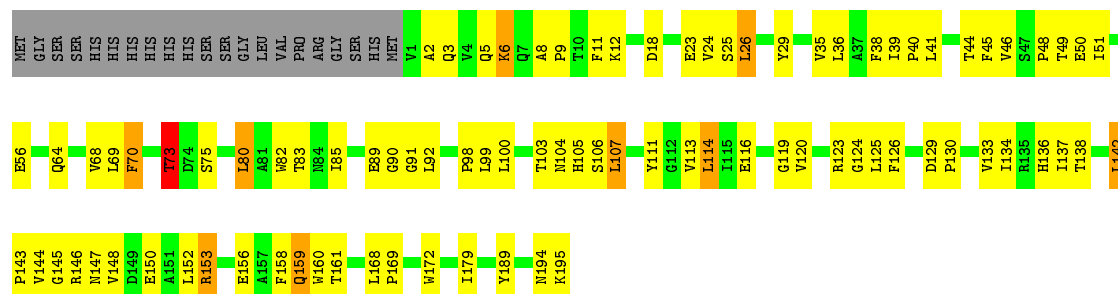 MET GLY SER SER HIS HIS HIS HIS HIS HIS SER SER GLY LEU VAL PRO ARG GLY SER HIS MET V1 A2 Q3 V4 Q5 K6 Q7 A8 P9 T10 F11 K12 D18 E23 V24 S25 L26 Y29 V35 L36 A37 F38 I39 P40 L41 T44 F45 V46 S47 P48 T49 E50 I51
E56 Q64 V68 L69 F70 T73 D74 S75 L80 A81 W82 T83 N84 I85 E89 G90 G91 L92 P98 L99 L100 T103 N104 H105 S106 L107 Y111 G112 V113 L114 I115 E116 G119 V120 R123 G124 L125 F126 D129 P130 V133 I134 R135 H136 I137 T138
P143 V144 G145 R146 N147 V148 D149 E150 A151 L152 R153 E156 A157 F158 Q159 W160 T161 L168 P169 W172 I179 Y189 N194 K195